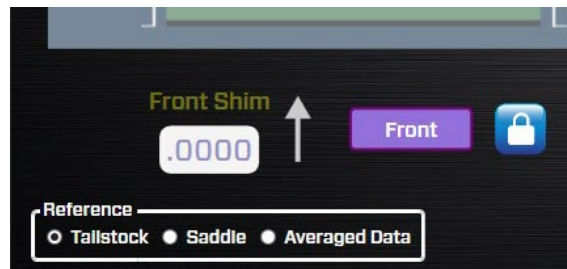 Front Shim
.0000
Front
Reference
Tailstock
Saddle
Averaged Data